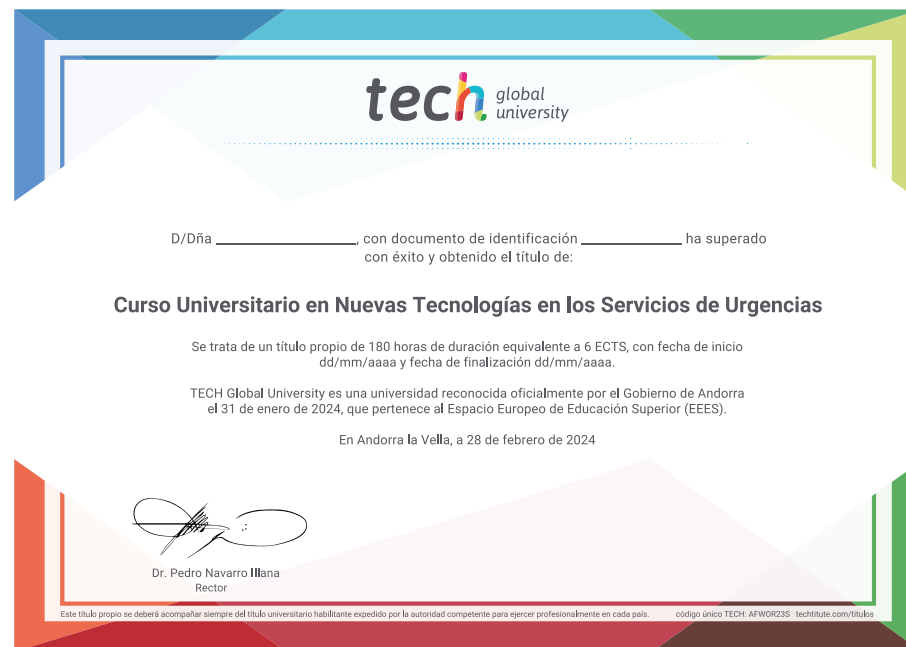 tech global
university
D/Dña ____________________, con documento de identificación ______________ ha superado
con éxito y obtenido el título de:
Curso Universitario en Nuevas Tecnologías en los Servicios de Urgencias
Se trata de un título propio de 180 horas de duración equivalente a 6 ECTS, con fecha de inicio
dd/mm/aaaa y fecha de finalización dd/mm/aaaa.
TECH Global University es una universidad reconocida oficialmente por el Gobierno de Andorra
el 31 de enero de 2024, que pertenece al Espacio Europeo de Educación Superior (EEES).
En Andorra la Vella, a 28 de febrero de 2024
Dr. Pedro Navarro Illana
Rector
Este título propio se deberá acompañar siempre del título universitario habilitante expedido por la autoridad competente para ejercer profesionalmente en cada país. código único TECH: AFWOR23S techtitute.com/titulos